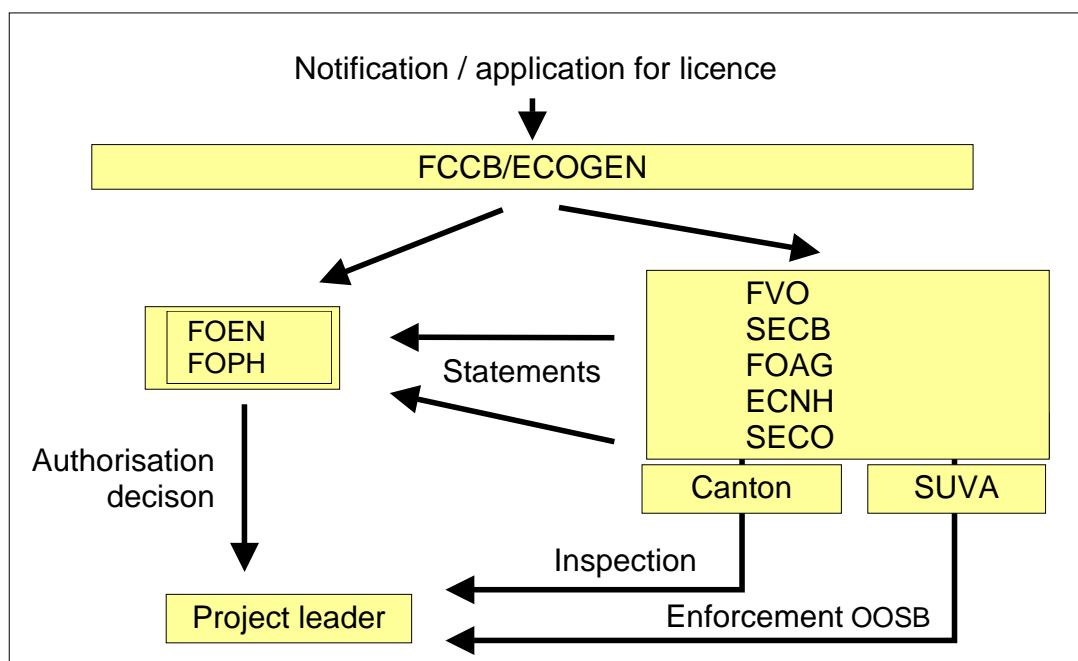 Notification / application for licence
FCCB/ECOGEN
FOEN
FOPH
FVO
SECB
FOAG
ECNH
SECO
Statements
Authorisation
decison
Canton
SUVA
Inspection
Enforcement OOSB
Project leader